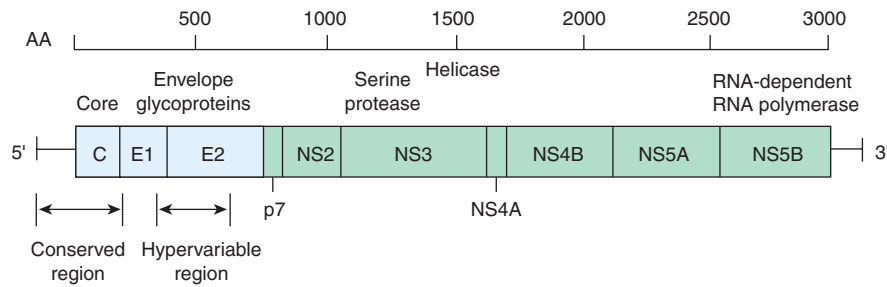 500 1000 1500 2000 2500 3000
AA
Helicase
Envelope
glycoproteins
Serine
protease
RNA-dependent
RNA polymerase
Core
5' C E1 E2 NS2 NS3 NS4B NS5A NS5B 3'
p7 NS4A
Conserved
region
Hypervariable
region